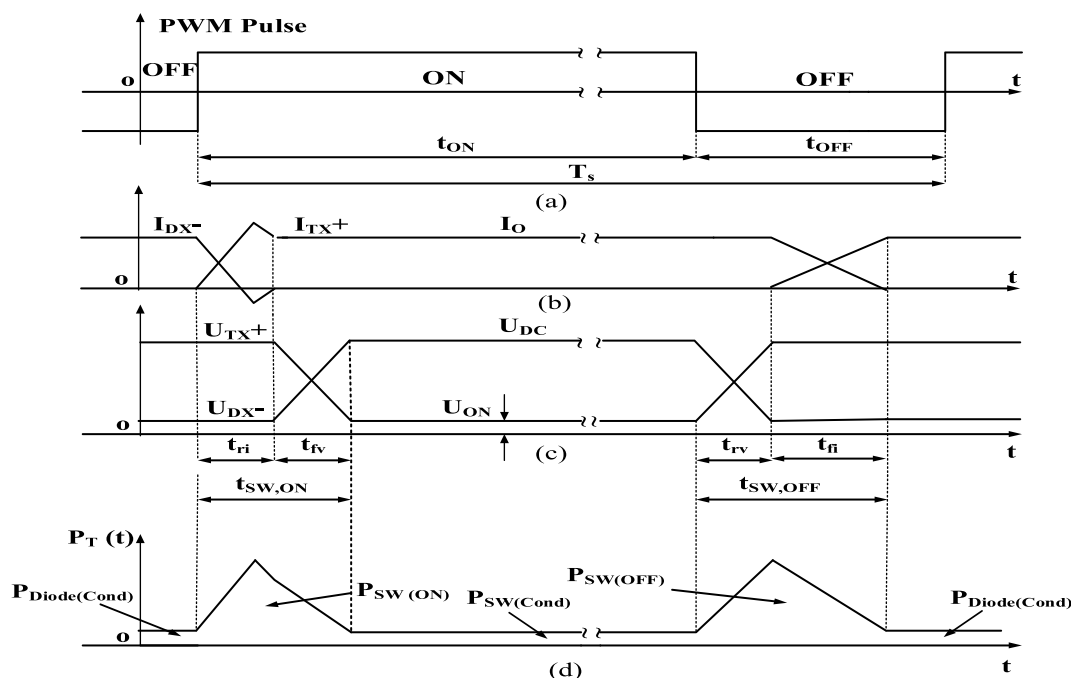 PWM Pulse
OFF
ON
OFF
t
o
tON
tOFF
Ts
(a)
IDX-
ITX+
IO
o
t
(b)
UTX+
UDC
UDX-
UON
o
t
tri
tfv
(c)
trv
tfi
tSW,ON
tSW,OFF
PT (t)
PDiode(Cond)
PSW (ON)
PSW(Cond)
PSW(OFF)
PDiode(Cond)
o
t
(d)